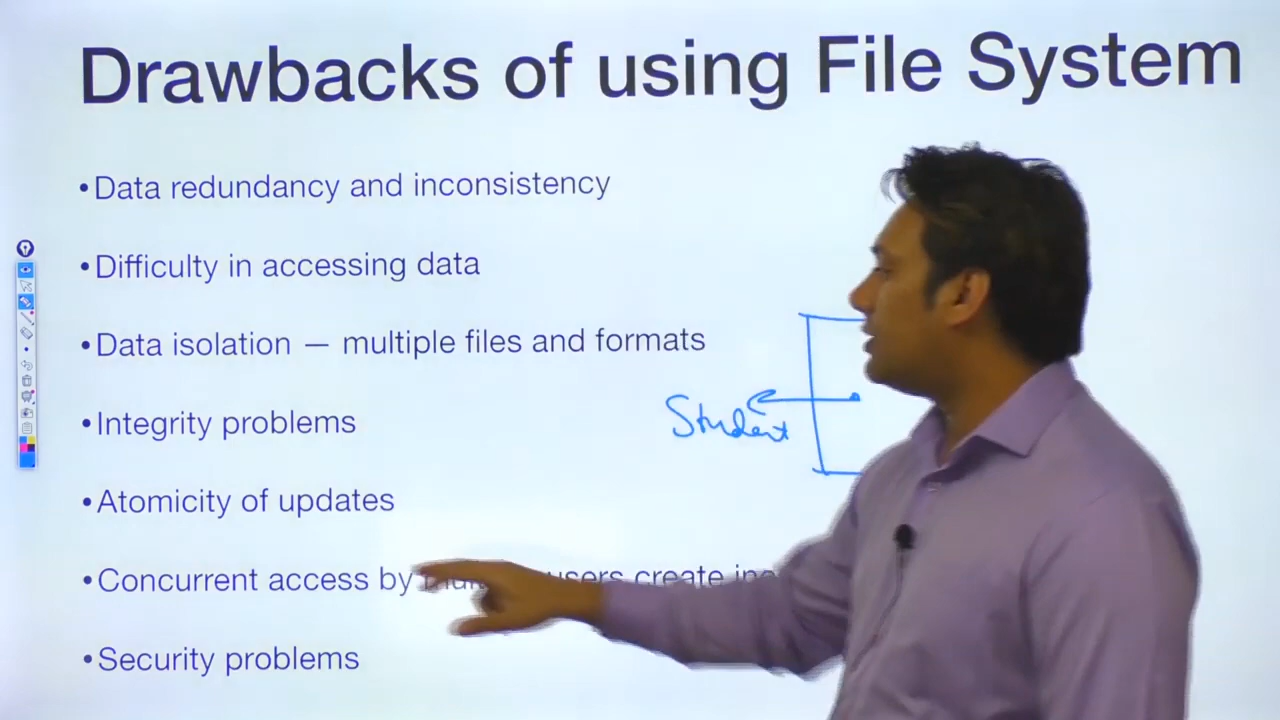 Drawbacks of using File System
•Data redundancy and inconsistency
•Difficulty in accessing data
•Data isolation — multiple files and formats
•Integrity problems
Student
•Atomicity of updates
•Concurrent access by users create
•Security problems